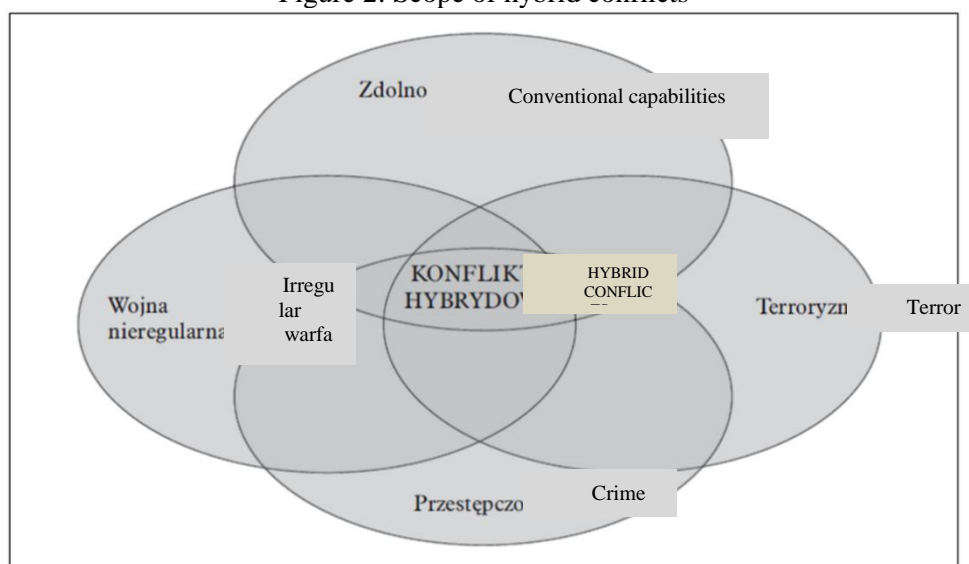 Figure 2. Scope of hybrid conflicts
Zdolno
Conventional capabilities
KONFLIKT
HYBRYDOW
HYBRID
CONFLIC
Wojna
nieregularna
Irregu
lar
warfa
Terroryzm
Terror
Przestępczo
Crime